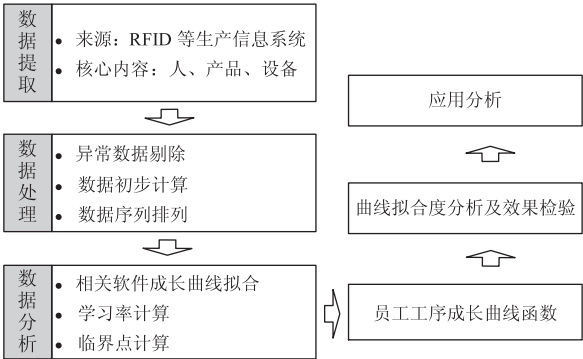 数据提取
• 来源：RFID 等生产信息系统
• 核心内容：人、产品、设备
数据处理
• 异常数据剔除
• 数据初步计算
• 数据序列排列
数据分析
• 相关软件成长曲线拟合
• 学习率计算
• 临界点计算
员工工序成长曲线函数
曲线拟合度分析及效果检验
应用分析